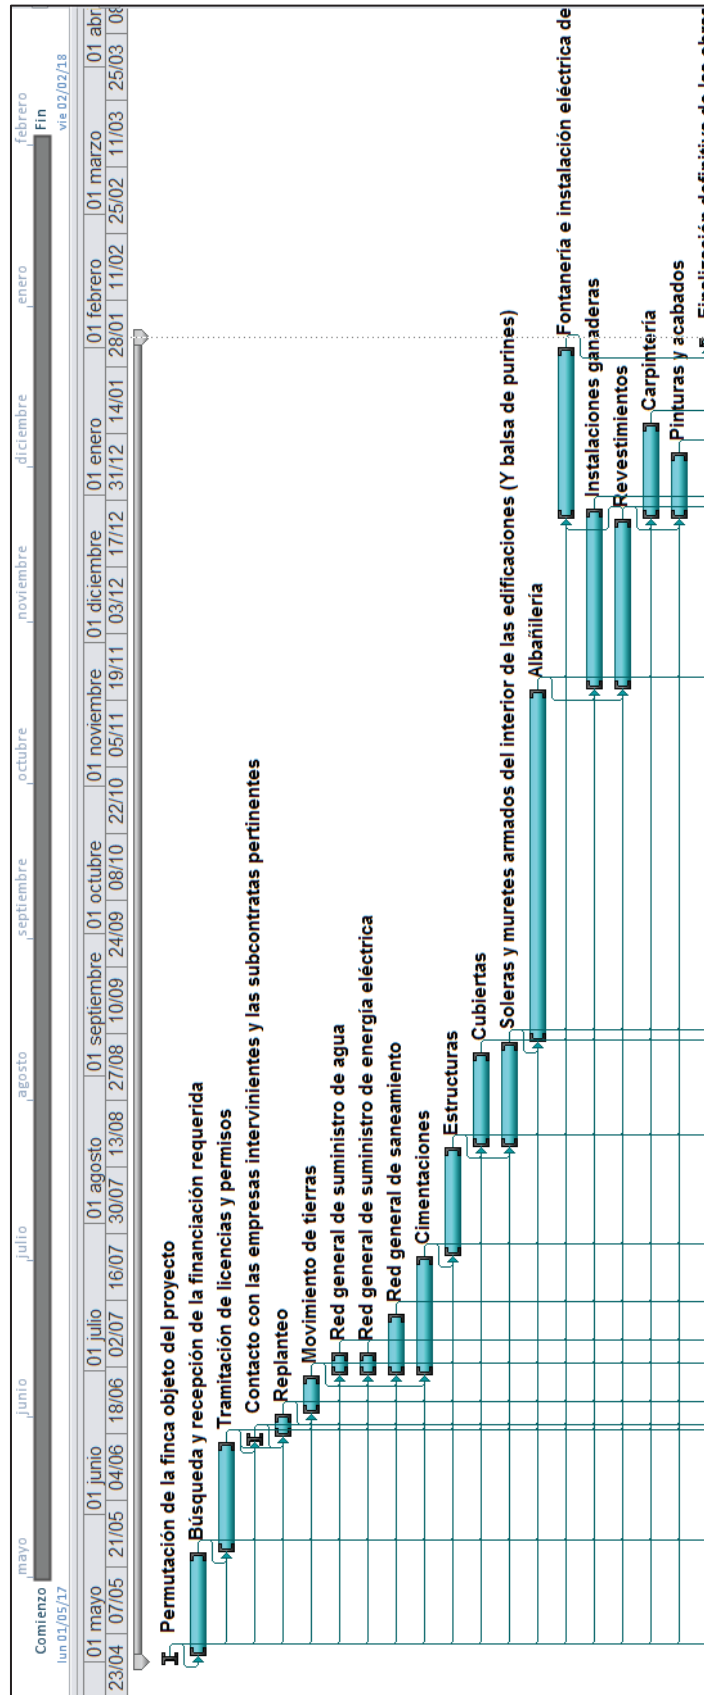 mayo junio julio agosto septiembre octubre noviembre diciembre enero febrero
Comienzo
lun 01/05/17
Fin
vie 02/02/18
01 mayo 01 junio 01 julio 01 agosto 01 septiembre 01 octubre 01 noviembre 01 diciembre 01 enero 01 febrero 01 marzo 01 abr
23/04 07/05 21/05 04/06 18/06 02/07 16/07 30/07 13/08 27/08 10/09 24/09 08/10 22/10 05/11 19/11 03/12 17/12 31/12 14/01 28/01 11/02 25/02 11/03 25/03 08
Permutación de la finca objeto del proyecto
Búsqueda y recepción de la financiación requerida
Tramitación de licencias y permisos
Contacto con las empresas intervinientes y las subcontratas pertinentes
Replanteo
Movimiento de tierras
Red general de suministro de agua
Red general de suministro de energía eléctrica
Red general de saneamiento
Cimentaciones
Estructuras
Cubiertas
Soleras y muretes armados del interior de las edificaciones (Y balsa de purines)
Albañilería
Fontanería e instalación eléctrica de
Instalaciones ganaderas
Revestimientos
Carpintería
Pinturas y acabados
Finalización definitiva de las obras